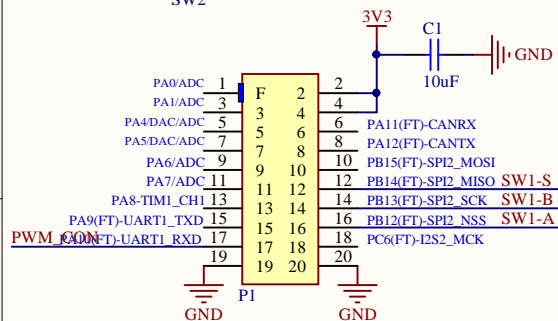 SW2
3V3
C1
GND
10uF
PA0/ADC 1 F 2 2
PA1/ADC 3 3 4 4
PA4/DAC/ADC 5 5 6 6 PA11(FT)-CANRX
PA5/DAC/ADC 7 7 8 8 PA12(FT)-CANTX
PA6/ADC 9 9 10 10 PB15(FT)-SPI2_MOSI
PA7/ADC 11 11 12 12 PB14(FT)-SPI2_MISO SW1-S
PA8-TIM1_CH1 13 13 14 14 PB13(FT)-SPI2_SCK SW1-B
PA9(FT)-UART1_TXD 15 15 16 16 PB12(FT)-SPI2_NSS SW1-A
PWM_CON PA10(FT)-UART1_RXD 17 17 18 18 PC6(FT)-I2S2_MCK
19 19 20 20
P1
GND GND